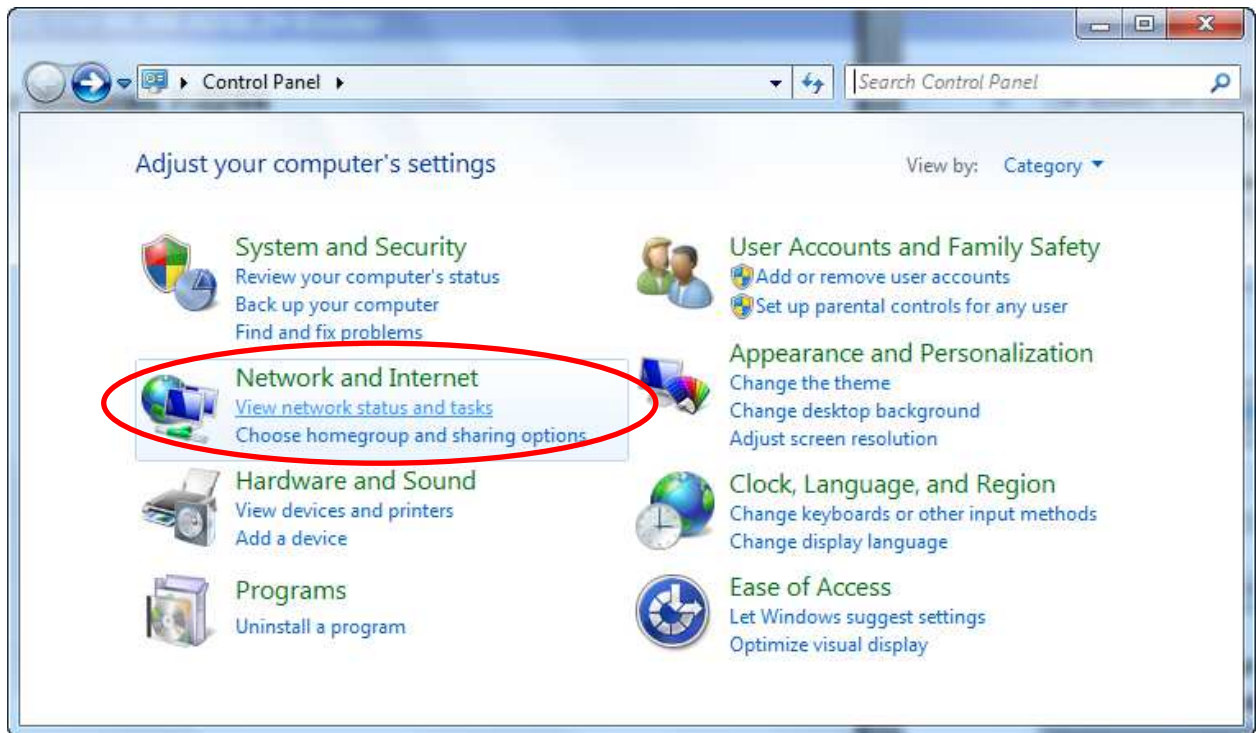 Control Panel
Search Control Panel
Adjust your computer's settings
View by: Category
System and Security
Review your computer's status
Back up your computer
Find and fix problems
Network and Internet
View network status and tasks
Choose homegroup and sharing options
Hardware and Sound
View devices and printers
Add a device
Programs
Uninstall a program
User Accounts and Family Safety
Add or remove user accounts
Set up parental controls for any user
Appearance and Personalization
Change the theme
Change desktop background
Adjust screen resolution
Clock, Language, and Region
Change keyboards or other input methods
Change display language
Ease of Access
Let Windows suggest settings
Optimize visual display